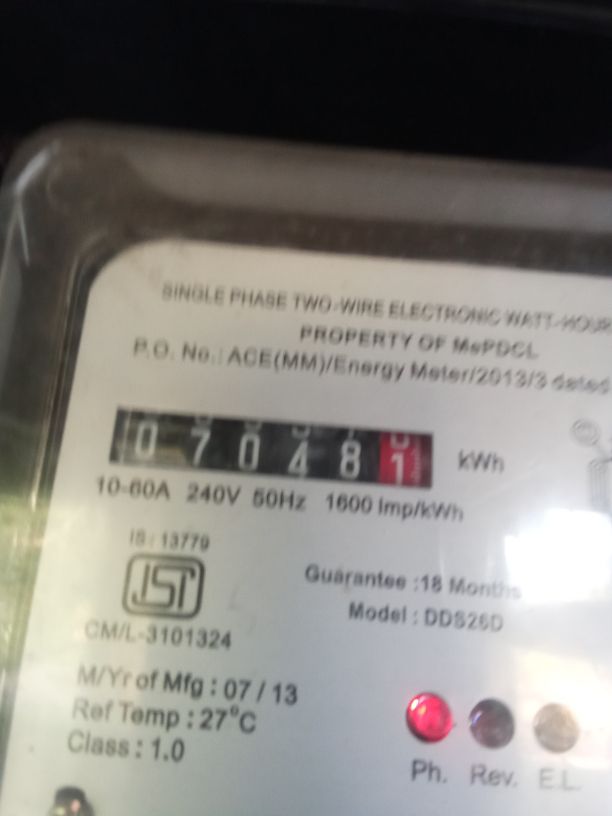 SINGLE PHASE TWO-WIRE ELECTRONIC WATT-HOUR
PROPERTY OF MePDCL
P.O. No.: ACE(MM)/Energy Meter/2013/3 dated
070481 kWh
10-60A 240V 50Hz 1600 Imp/kWh
IS : 13779
ISI
CM/L-3101324
Guarantee :18 Months
Model : DDS26D
M/Yr of Mfg : 07 / 13
Ref Temp : 27°C
Class : 1.0
Ph. Rev. E.L.